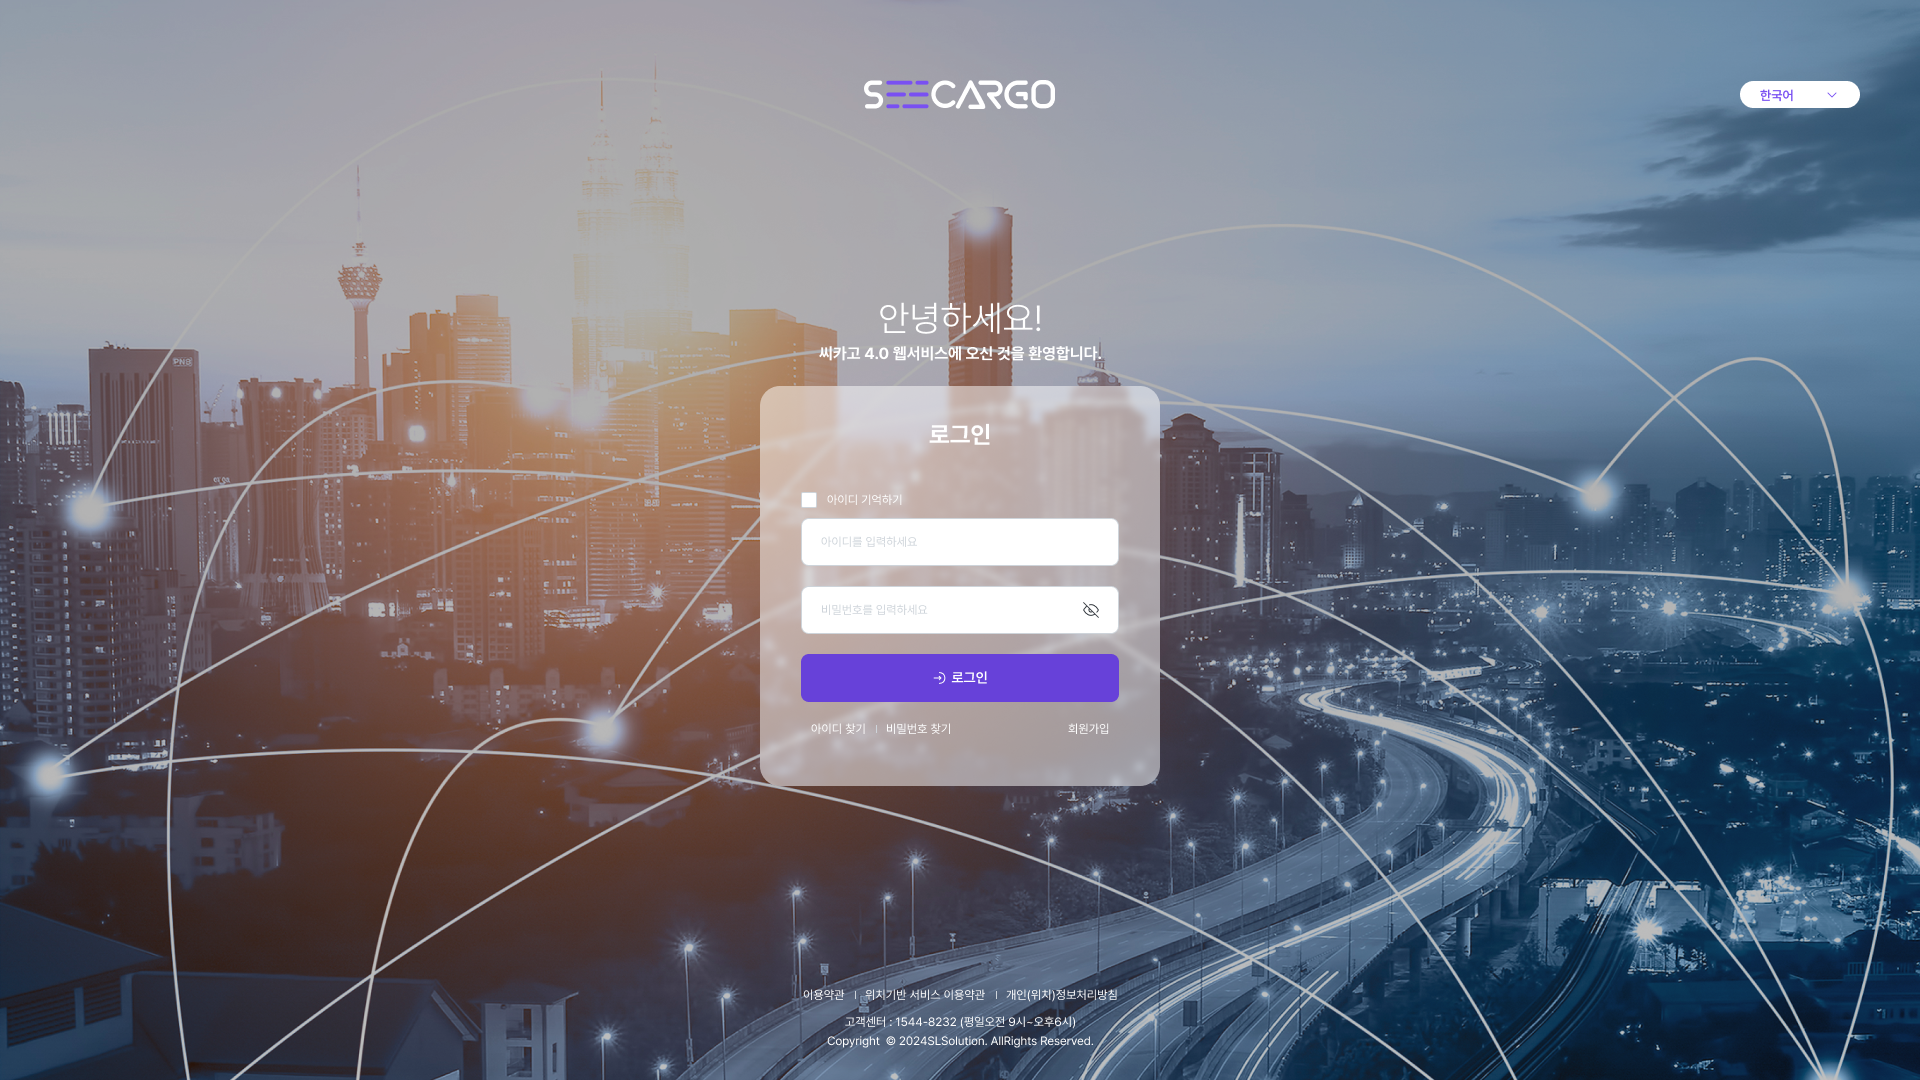 SEECARGO
한국어
안녕하세요!
씨카고 4.0 웹서비스에 오신 것을 환영합니다.
PNB
로그인
아이디 기억하기
아이디를 입력하세요
비밀번호를 입력하세요
로그인
아이디 찾기 | 비밀번호 찾기 회원가입
이용약관 | 위치기반 서비스 이용약관 | 개인(위치)정보처리방침
고객센터 : 1544-8232 (평일오전 9시~오후6시)
Copyright © 2024SLSolution. AllRights Reserved.